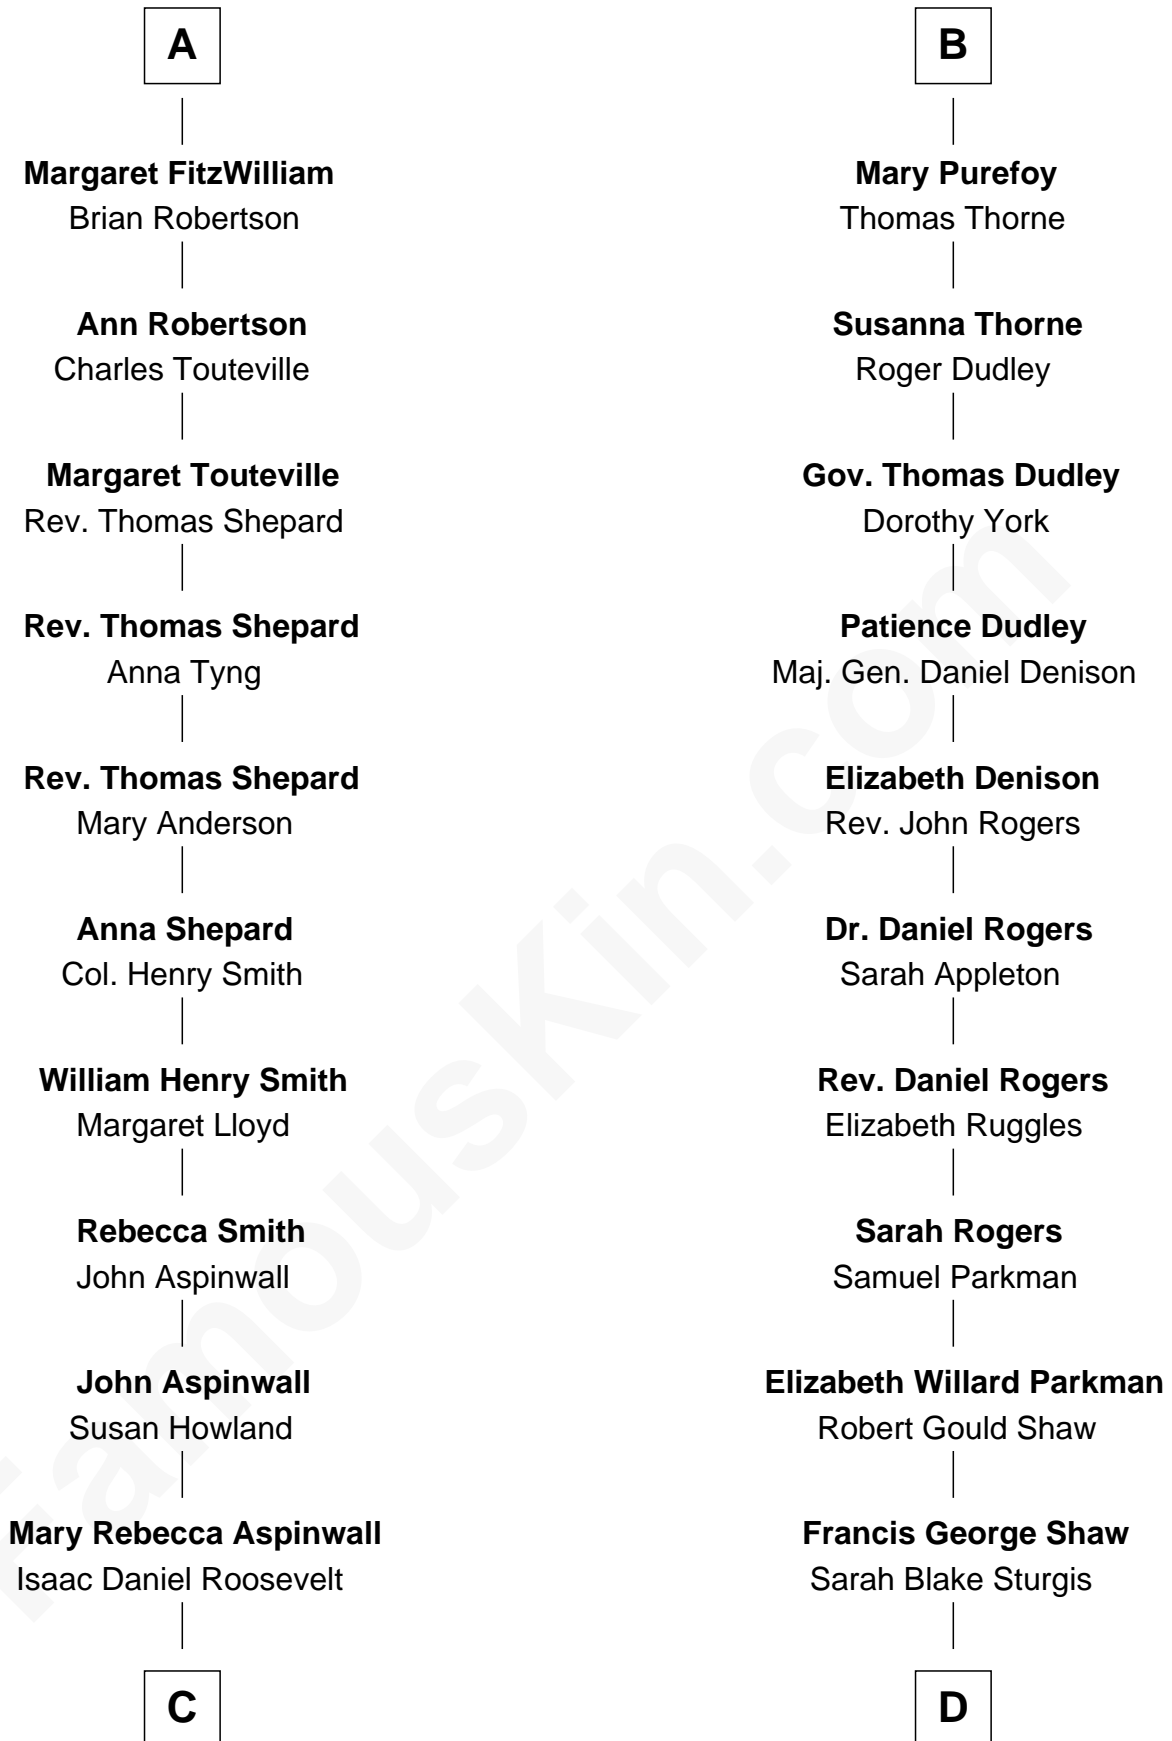 A
Margaret FitzWilliam
Brian Robertson
Ann Robertson
Charles Touteville
Margaret Touteville
Rev. Thomas Shepard
Rev. Thomas Shepard
Anna Tyng
Rev. Thomas Shepard
Mary Anderson
Anna Shepard
Col. Henry Smith
William Henry Smith
Margaret Lloyd
Rebecca Smith
John Aspinwall
John Aspinwall
Susan Howland
Mary Rebecca Aspinwall
Isaac Daniel Roosevelt
C
B
Mary Purefoy
Thomas Thorne
Susanna Thorne
Roger Dudley
Gov. Thomas Dudley
Dorothy York
Patience Dudley
Maj. Gen. Daniel Denison
Elizabeth Denison
Rev. John Rogers
Dr. Daniel Rogers
Sarah Appleton
Rev. Daniel Rogers
Elizabeth Ruggles
Sarah Rogers
Samuel Parkman
Elizabeth Willard Parkman
Robert Gould Shaw
Francis George Shaw
Sarah Blake Sturgis
D
FamousKin.com